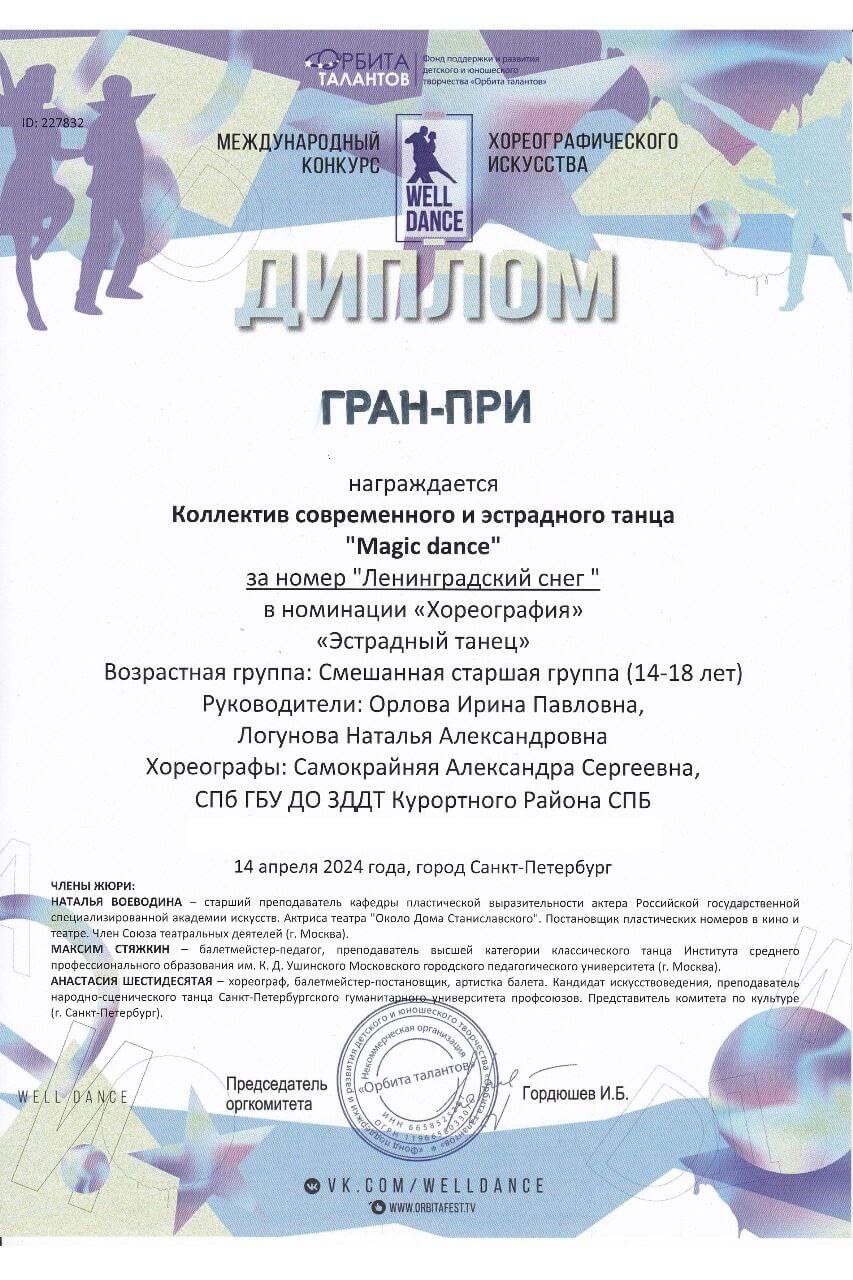 ОРБИТА
ТАЛАНТОВ
Фонд поддержки и развития
детского и юношеского
творчества «Орбита талантов»
ID: 227832
МЕЖДУНАРОДНЫЙ
КОНКУРС
ХОРЕОГРАФИЧЕСКОГО
ИСКУССТВА
WELL
DANCE
ДИПЛОМ
ГРАН-ПРИ
награждается
Коллектив современного и эстрадного танца
"Magic dance"
за номер "Ленинградский снег "
в номинации «Хореография»
«Эстрадный танец»
Возрастная группа: Смешанная старшая группа (14-18 лет)
Руководители: Орлова Ирина Павловна,
Логунова Наталья Александровна
Хореографы: Самокрайняя Александра Сергеевна,
СПб ГБУ ДО ЗДДТ Курортного Района СПБ
14 апреля 2024 года, город Санкт-Петербург
ЧЛЕНЫ ЖЮРИ:
НАТАЛЬЯ ВОЕВОДИНА – старший преподаватель кафедры пластической выразительности актера Российской государственной
специализированной академии искусств. Актриса театра "Около Дома Станиславского". Постановщик пластических номеров в кино и
театре. Член Союза театральных деятелей (г. Москва).
МАКСИМ СТЯЖКИН – балетмейстер-педагог, преподаватель высшей категории классического танца Института среднего
профессионального образования им. К. Д. Ушинского Московского городского педагогического университета (г. Москва).
АНАСТАСИЯ ШЕСТИДЕСЯТАЯ – хореограф, балетмейстер-постановщик, артистка балета. Кандидат искусствоведения, преподаватель
народно-сценического танца Санкт-Петербургского гуманитарного университета профсоюзов. Представитель комитета по культуре
(г. Санкт-Петербург).
Некоммерческая организация
«Орбита талантов»
WELL DANCE
Председатель
оргкомитета
Гордюшев И.Б.
VK.COM/WELLDANCE
WWW.ORBITAFEST.TV